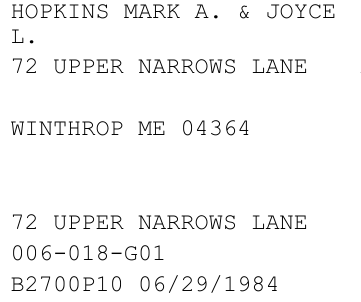 HOPKINS MARK A. & JOYCE
L.
72 UPPER NARROWS LANE
WINTHROP ME 04364
72 UPPER NARROWS LANE
006-018-G01
B2700P10 06/29/1984